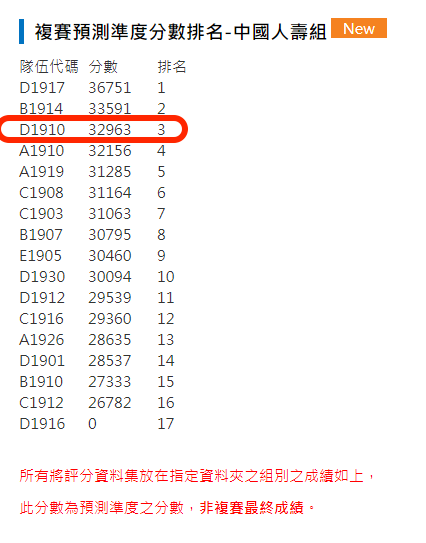 複賽預測準度分數排名-中國人壽組 New
隊伍代碼 分數 排名
D1917 36751 1
B1914 33591 2
D1910 32963 3
A1910 32156 4
A1919 31285 5
C1908 31164 6
C1903 31063 7
B1907 30795 8
E1905 30460 9
D1930 30094 10
D1912 29539 11
C1916 29360 12
A1926 28635 13
D1901 28537 14
B1910 27333 15
C1912 26782 16
D1916 0 17
所有將評分資料集放在指定資料夾之組別之成績如上，
此分數為預測準度之分數，非複賽最終成績。